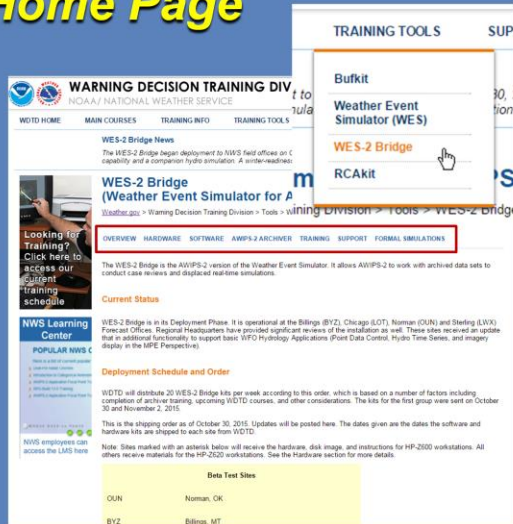 Home Page
TRAINING TOOLS SUP
Bufkit
Weather Event
Simulator (WES)
WES-2 Bridge
RCAkit
WARNING DECISION TRAINING DIV
NOAA/ NATIONAL WEATHER SERVICE
WDTD HOME MAIN COURSES TRAINING INFO TRAINING TOOLS
WES-2 Bridge News
The WES-2 Bridge began deployment to NWS field offices on
capability and a companion hydro simulation. A winter-readiness
WES-2 Bridge
(Weather Event Simulator for A
Weather.gov > Warning Decision Training Division > Tools > W
ining Division > Tools > WES-2 Bridge
OVERVIEW HARDWARE SOFTWARE AWIPS-2 ARCHIVER TRAINING SUPPORT FORMAL SIMULATIONS
Looking for
Training?
Click here to
access our
current
training
schedule
The WES-2 Bridge is the AWIPS-2 version of the Weather Event Simulator. It allows AWIPS-2 to work with archived data sets to
conduct case reviews and displaced real-time simulations.
Current Status
WES-2 Bridge is in its Deployment Phase. It is operational at the Billings (BYZ), Chicago (LOT), Norman (OUN) and Sterling (LWX)
Forecast Offices. Regional Headquarters have provided significant reviews of the installation as well. These sites received an update
that in additional functionality to support basic WFO Hydrology Applications (Point Data Control, Hydro Time Series, and imagery
display in the MPE Perspective).
NWS Learning
Center
POPULAR NWS C
NWS employees can
access the LMS here
Deployment Schedule and Order
WDTD will distribute 20 WES-2 Bridge kits per week according to this order, which is based on a number of factors including
completion of archiver training, upcoming WDTD courses, and other considerations. The kits for the first group were sent on October
30 and November 2, 2015.
This is the shipping order as of October 30, 2015. Updates will be posted here. The dates given are the dates the software and
hardware kits are shipped to each site from WDTD.
Note: Sites marked with an asterisk below will receive the hardware, disk image, and instructions for HP-Z600 workstations. All
others receive materials for the HP-Z620 workstations. See the Hardware section for more details.
Beta Test Sites
OUN Norman, OK
BYZ Billings, MT